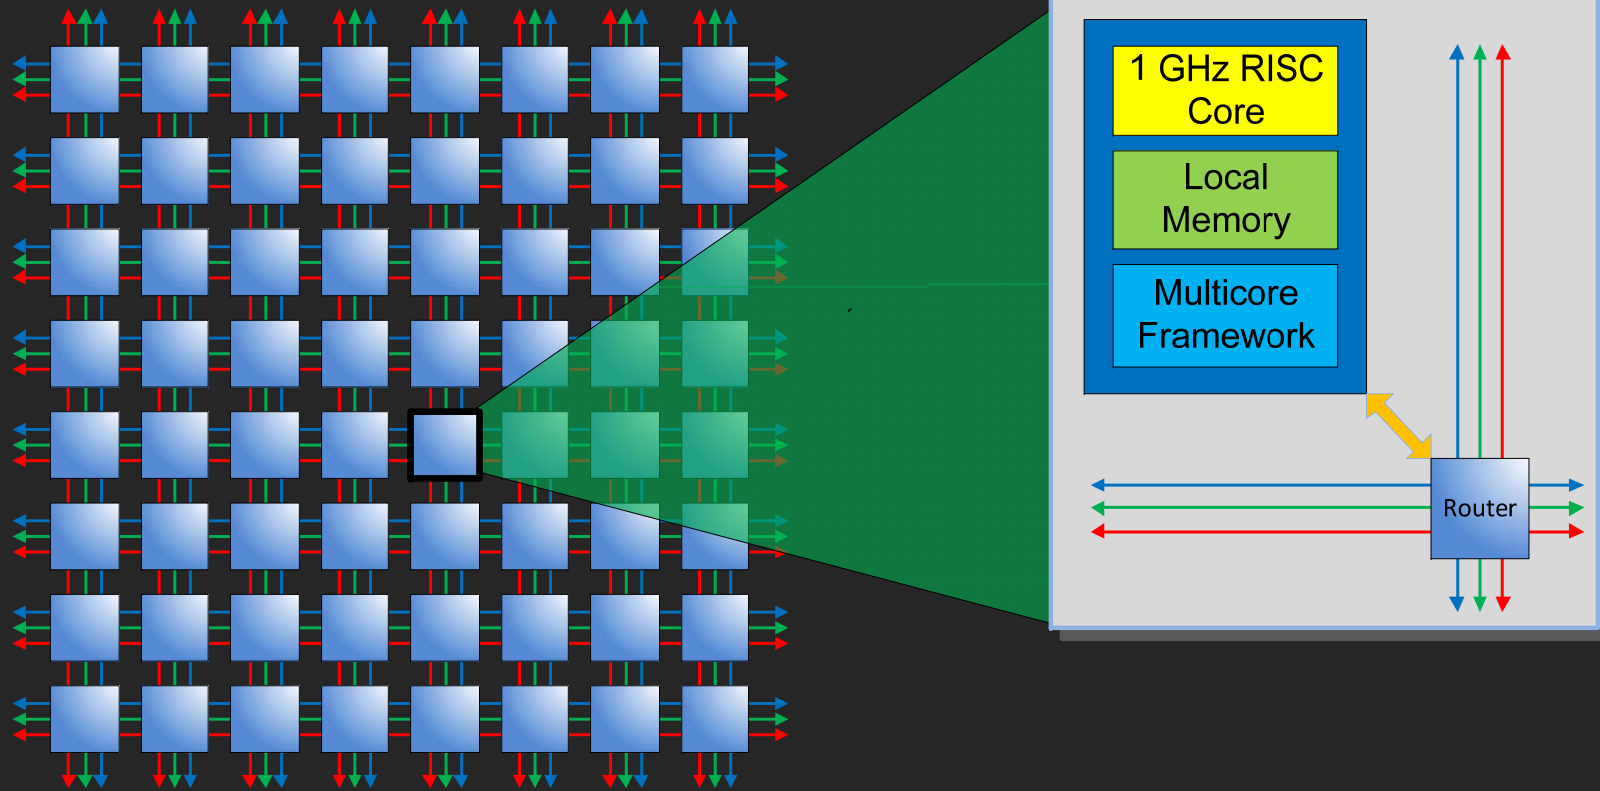 1 GHz RISC
Core
Local
Memory
Multicore
Framework
Router